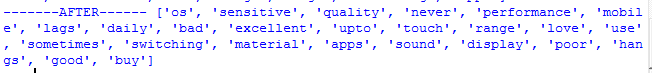 -------AFTER------ ['os', 'sensitive', 'quality', 'never', 'performance', 'mobil
e', 'lags', 'daily', 'bad', 'excellent', 'upto', 'touch', 'range', 'love', 'use'
, 'sometimes', 'switching', 'material', 'apps', 'sound', 'display', 'poor', 'han
gs', 'good', 'buy']